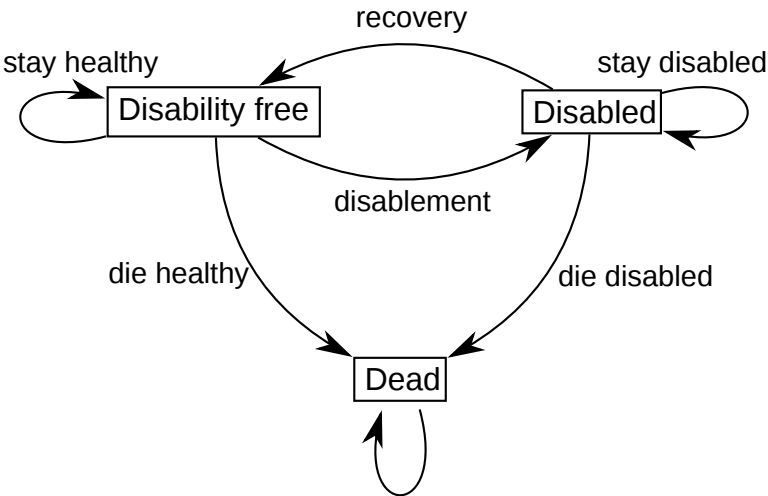 recovery
stay healthy
stay disabled
Disability free
Disabled
disablement
die healthy
die disabled
Dead